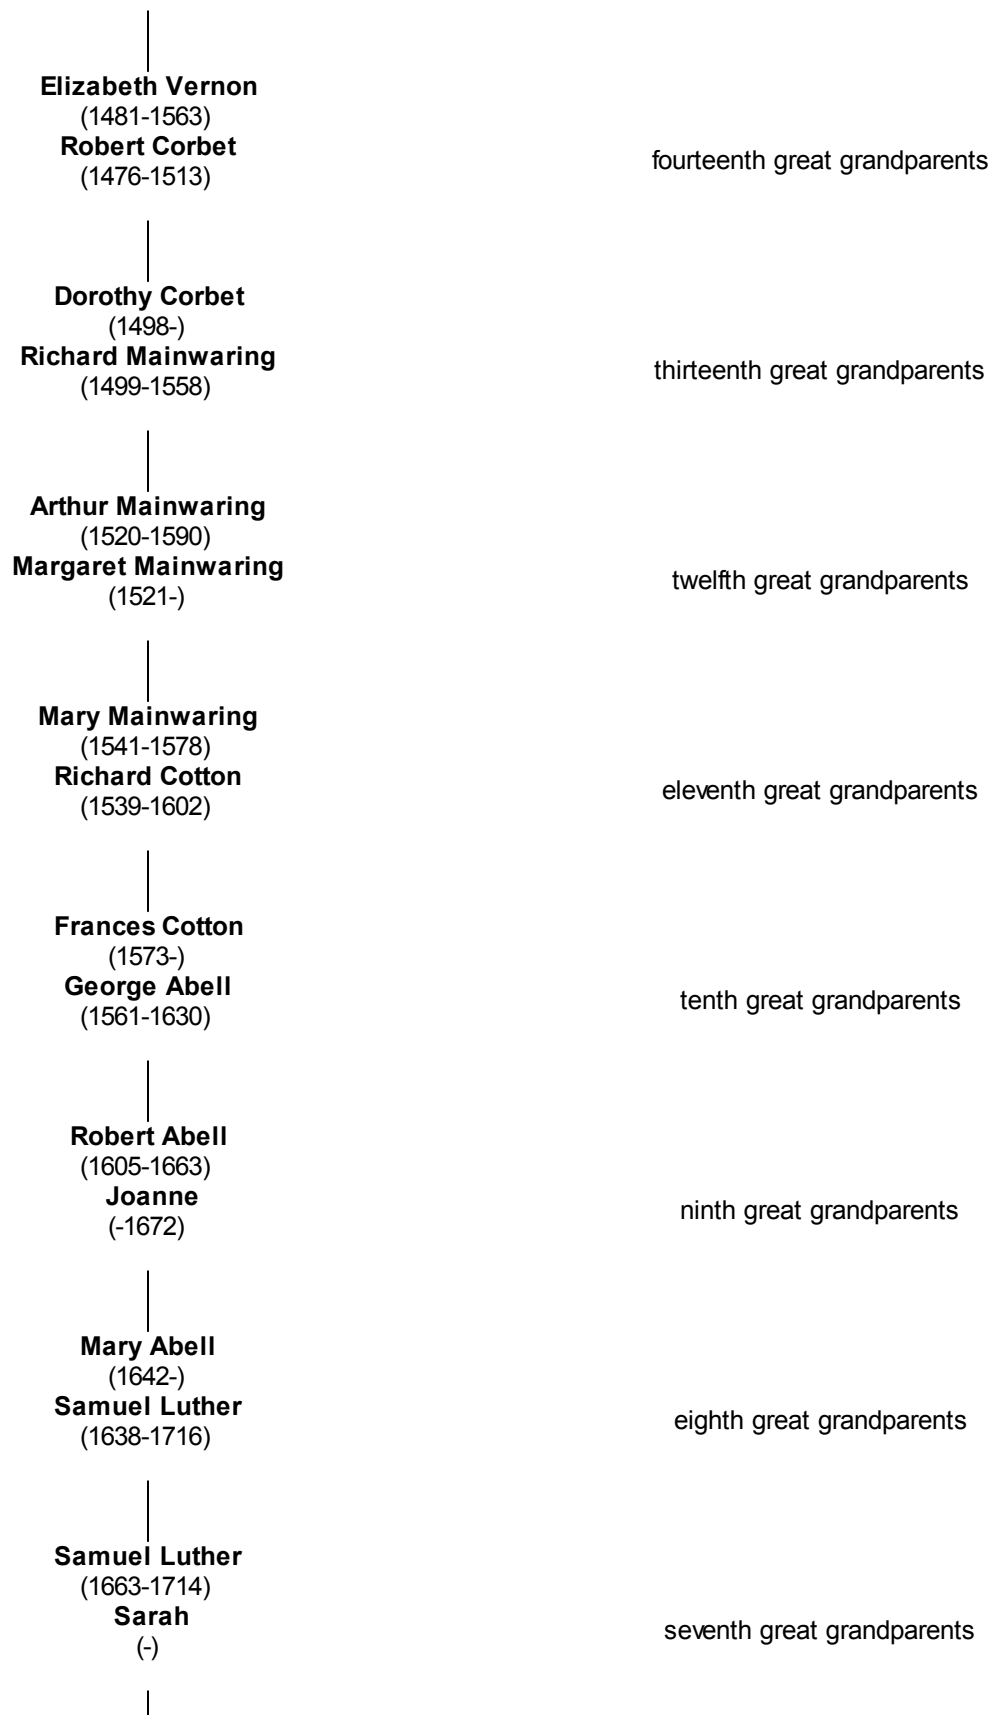 Elizabeth Vernon
(1481-1563)
Robert Corbet
(1476-1513)
fourteenth great grandparents
Dorothy Corbet
(1498-)
Richard Mainwaring
(1499-1558)
thirteenth great grandparents
Arthur Mainwaring
(1520-1590)
Margaret Mainwaring
(1521-)
twelfth great grandparents
Mary Mainwaring
(1541-1578)
Richard Cotton
(1539-1602)
eleventh great grandparents
Frances Cotton
(1573-)
George Abell
(1561-1630)
tenth great grandparents
Robert Abell
(1605-1663)
Joanne
(-1672)
ninth great grandparents
Mary Abell
(1642-)
Samuel Luther
(1638-1716)
eighth great grandparents
Samuel Luther
(1663-1714)
Sarah
(-)
seventh great grandparents